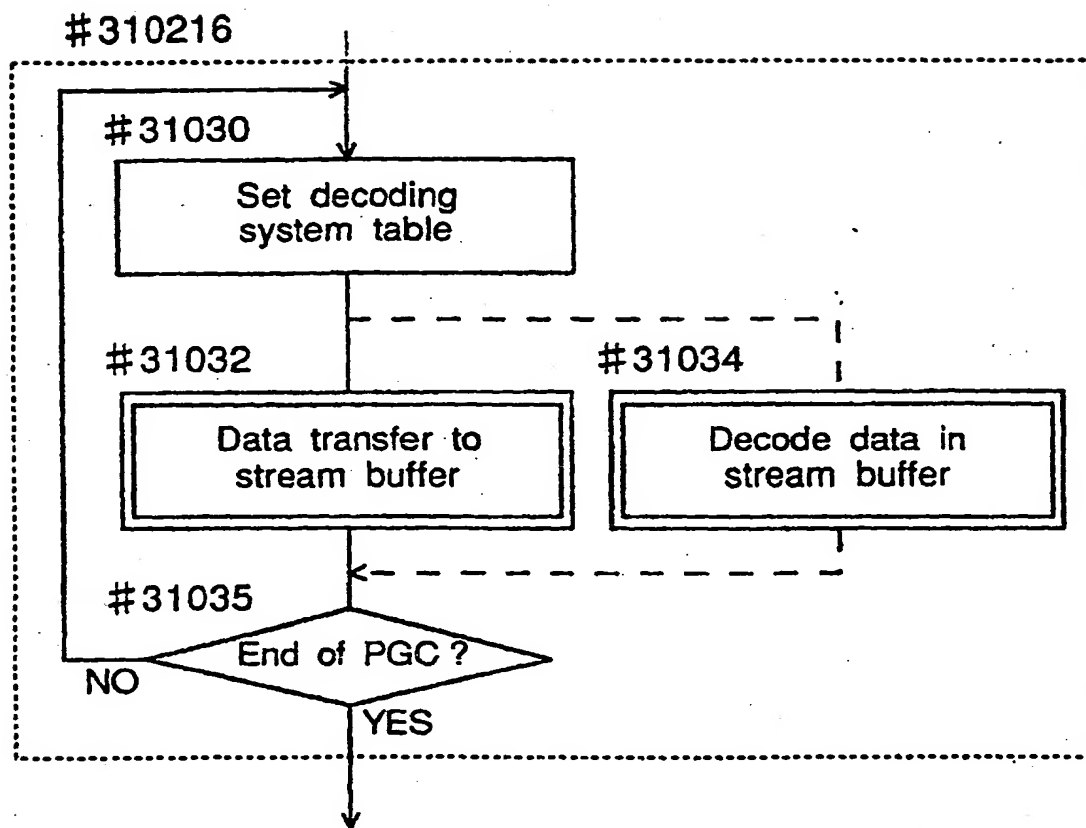 #310216
#31030
Set decoding
system table
#31032
#31034
Data transfer to
stream buffer
Decode data in
stream buffer
#31035
End of PGC ?
NO
YES